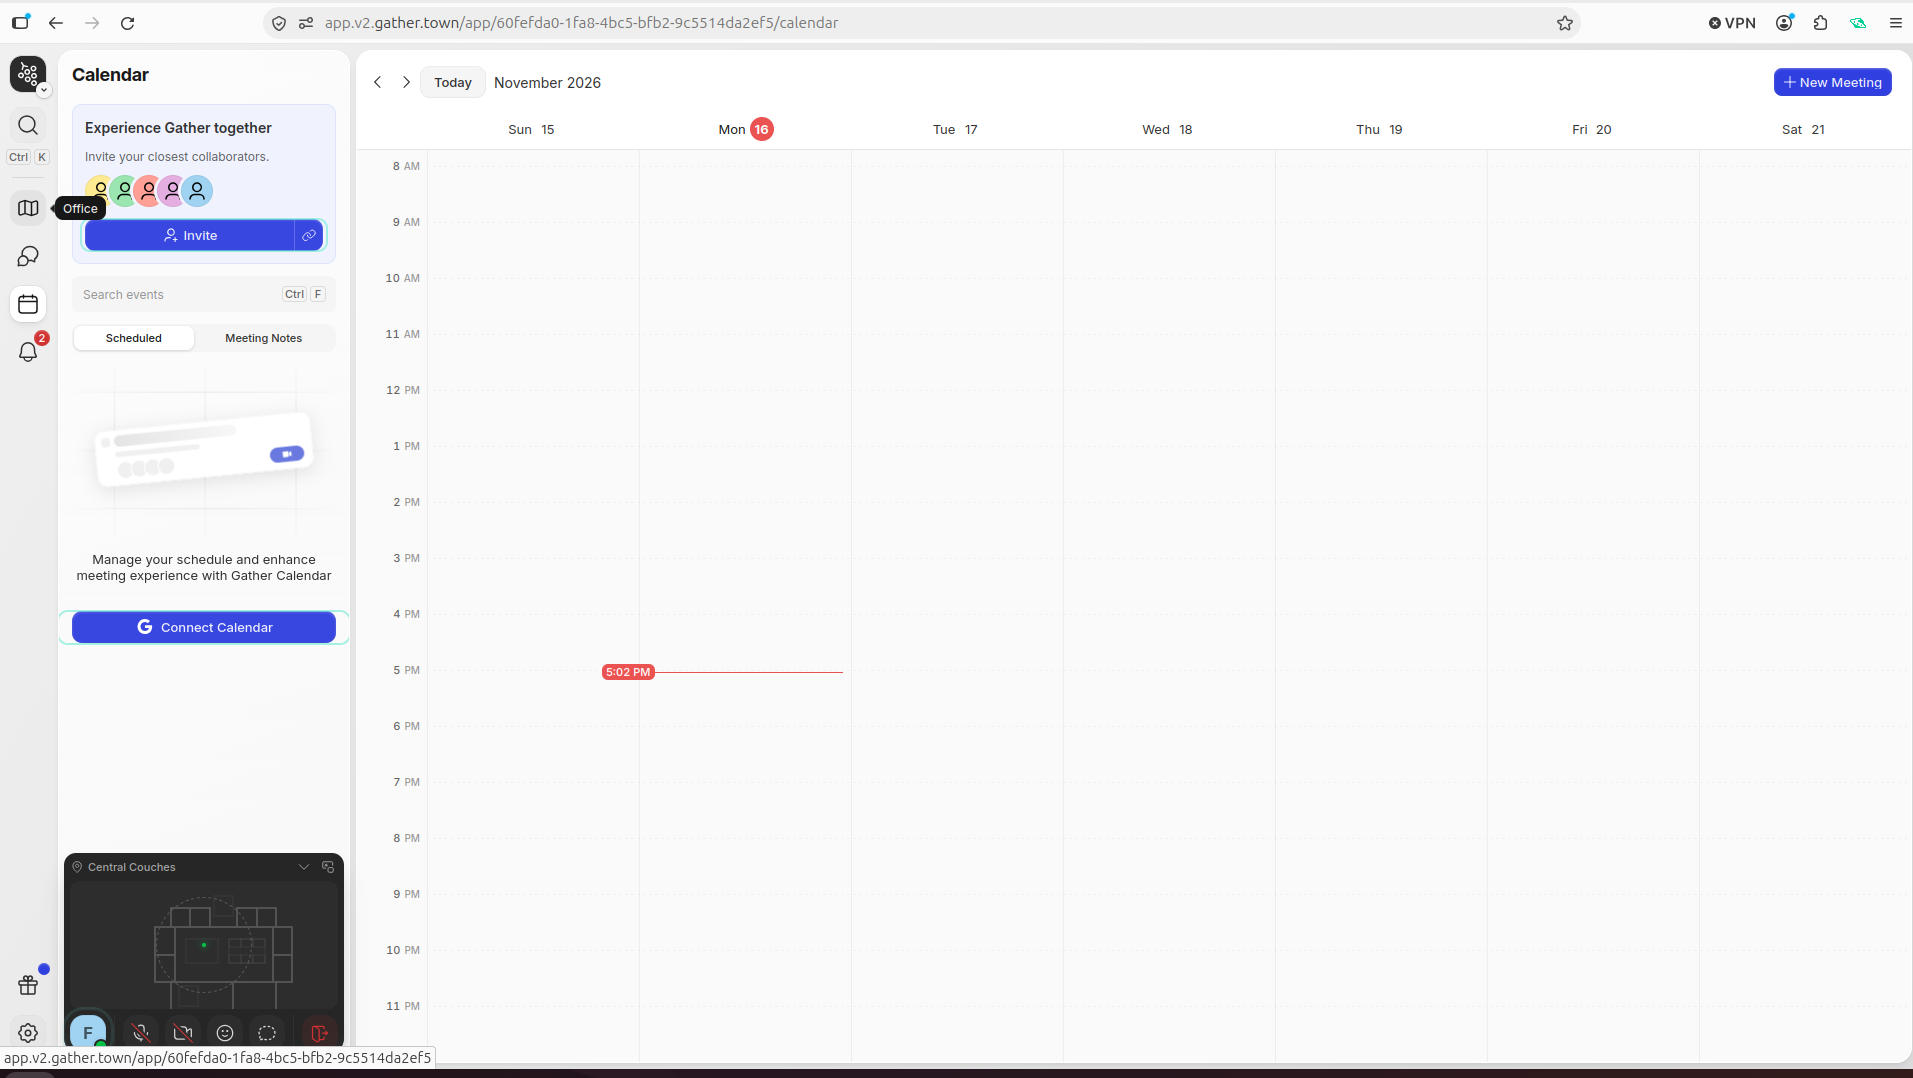 app.v2.gather.town/app/60fefda0-1fa8-4bc5-bfb2-9c5514da2ef5/calendar
VPN
Calendar
Experience Gather together
Invite your closest collaborators.
Ctrl K
Office
Invite
Search events
Ctrl F
2
Scheduled
Meeting Notes
Manage your schedule and enhance
meeting experience with Gather Calendar
Connect Calendar
Central Couches
F
app.v2.gather.town/app/60fefda0-1fa8-4bc5-bfb2-9c5514da2ef5
Today
November 2026
New Meeting
Sun 15
Mon 16
Tue 17
Wed 18
Thu 19
Fri 20
Sat 21
8 AM
9 AM
10 AM
11 AM
12 PM
1 PM
2 PM
3 PM
4 PM
5 PM
5:02 PM
6 PM
7 PM
8 PM
9 PM
10 PM
11 PM